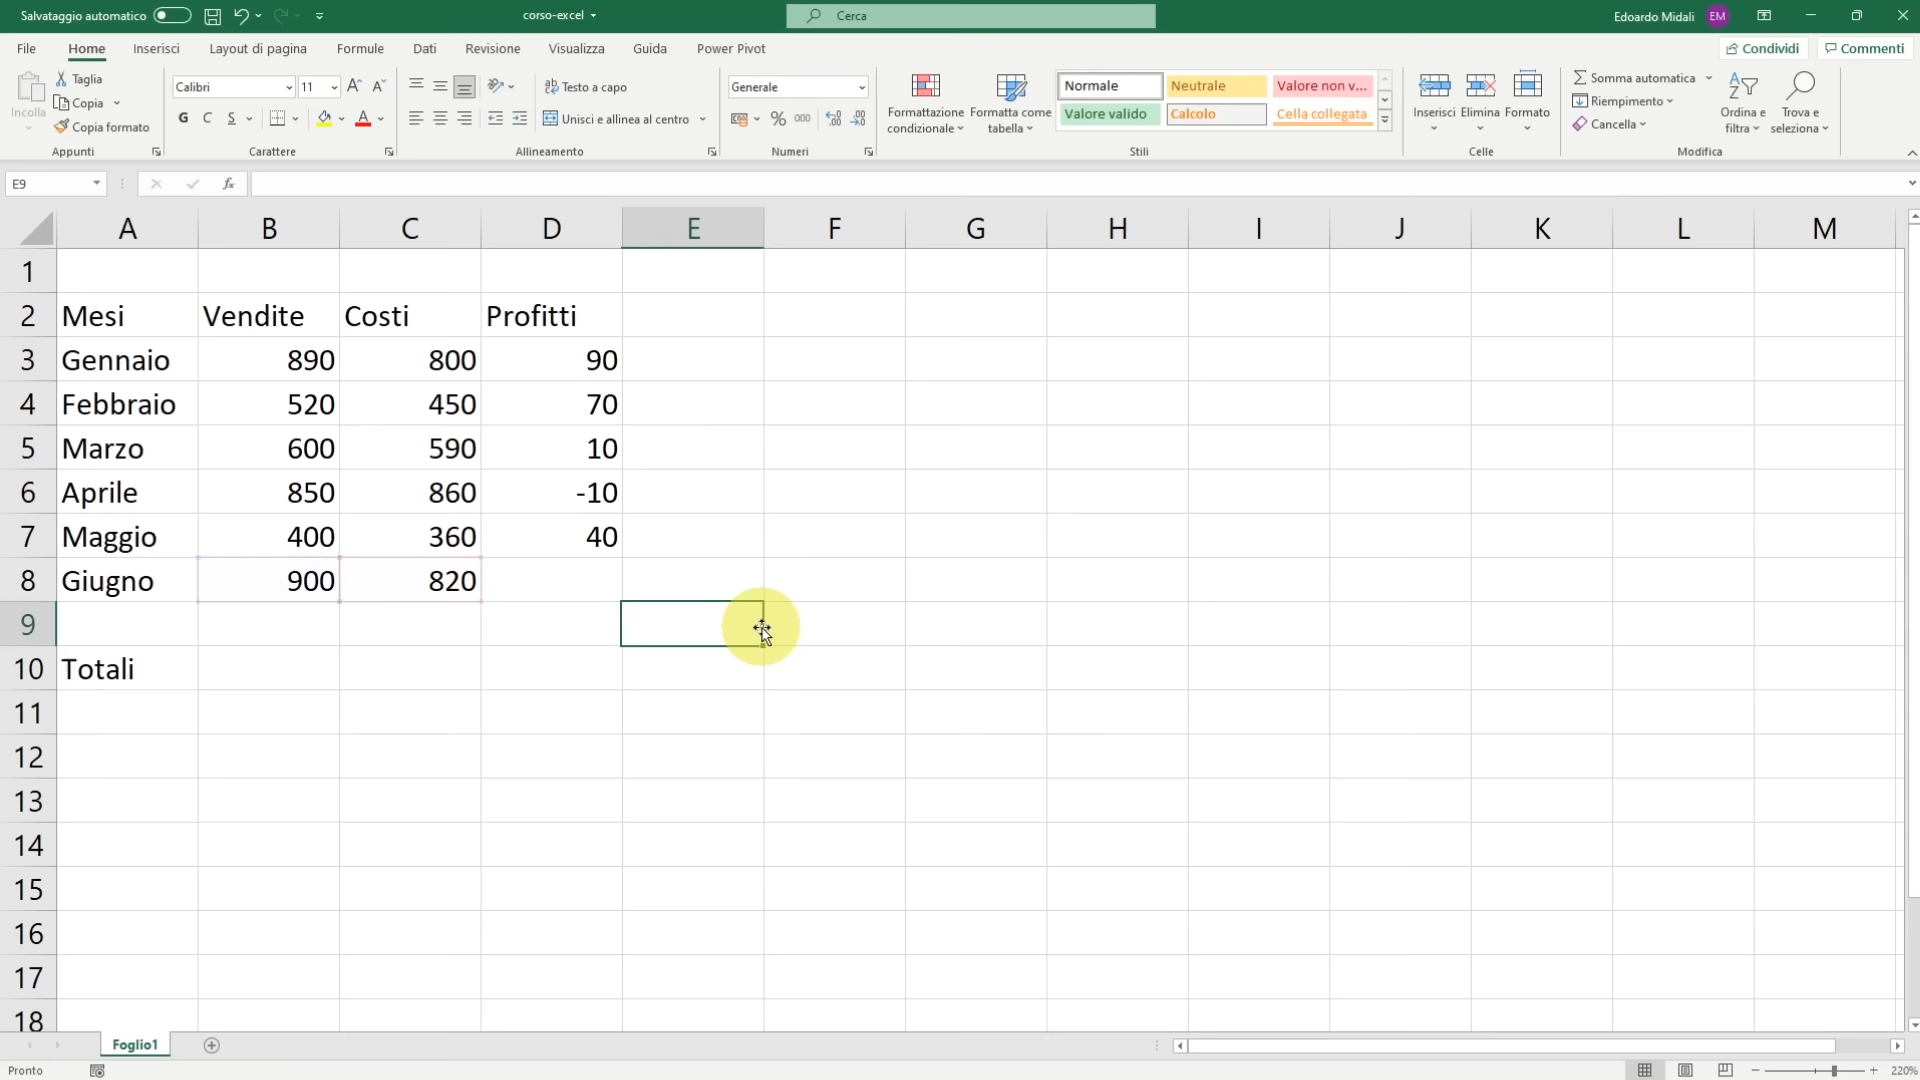 Salvataggio automatico
corso-excel
Cerca
Edoardo Midali EM
File Home Inserisci Layout di pagina Formule Dati Revisione Visualizza Guida Power Pivot
Condividi Commenti
Incolla
Taglia
Copia
Copia formato
Appunti
Calibri 11
G C S
Carattere
Testo a capo
Unisci e allinea al centro
Allineamento
Generale
% 000
Numeri
Formattazione condizionale
Formatta come tabella
Normale Neutrale Valore non v...
Valore valido Calcolo Cella collegata
Stili
Inserisci Elimina Formato
Celle
Somma automatica
Riempimento
Cancella
Ordina e filtra
Trova e seleziona
Modifica
E9 fx
A B C D E F G H I J K L M
1
2 Mesi Vendite Costi Profitti
3 Gennaio 890 800 90
4 Febbraio 520 450 70
5 Marzo 600 590 10
6 Aprile 850 860 -10
7 Maggio 400 360 40
8 Giugno 900 820
9
10 Totali
11
12
13
14
15
16
17
18
Foglio1
Pronto
220%